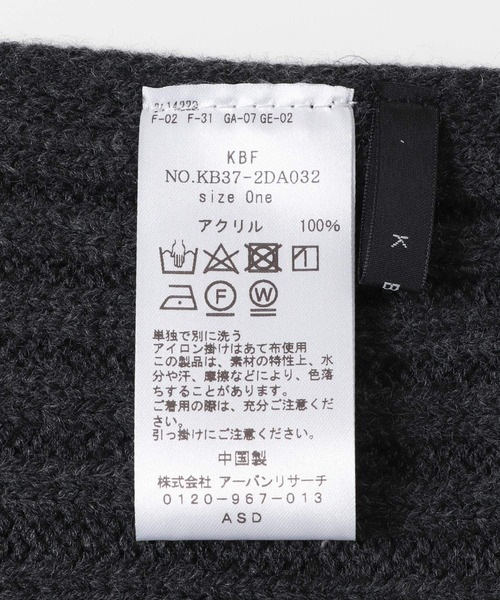 2414222
F-02 F-31 GA-07 GE-02
KBF
NO.KB37-2DA032
size One
アクリル 100%
F W
単独で別に洗う
アイロン掛けはあて布使用
この製品は、素材の特性上、水
分や汗、摩擦などにより、色落
ちすることがあります。
ご着用の際は、充分ご注意くだ
さい。
引っ掛けにご注意ください。
中国製
株式会社 アーバンリサーチ
0120-967-013
ASD
K
B